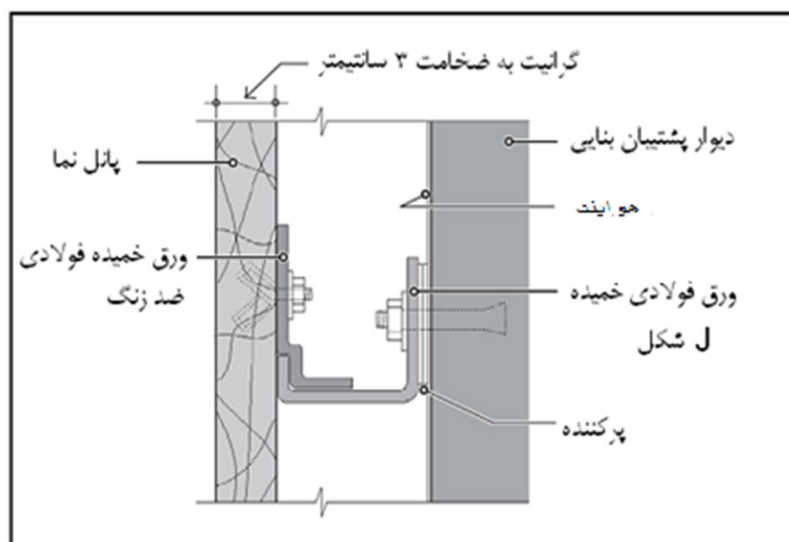 گرانیت به ضخامت ۳ سانتیمتر
دیوار پشتیبان بنایی
پانل نما
هوابند
ورق خمیده فولادی
ضد زنگ
ورق فولادی خمیده
L شکل
پرکننده